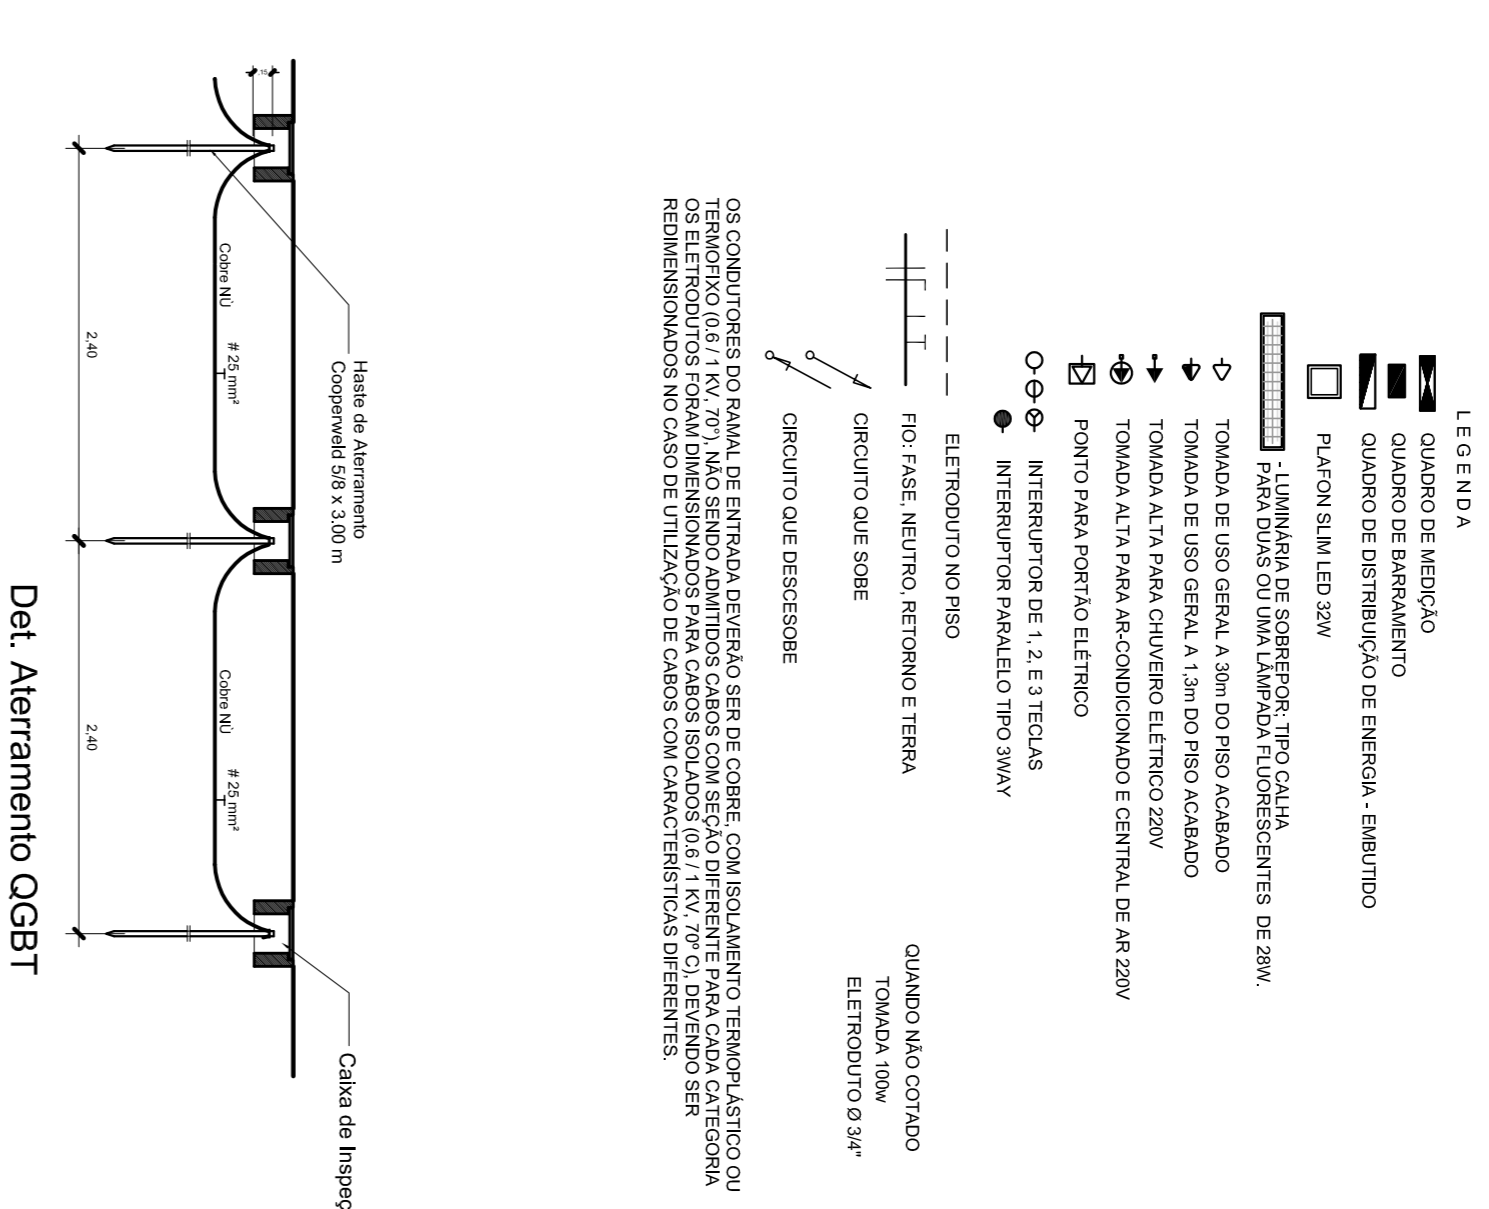 LEGENDA
QUADRO DE MEDIÇÃO
QUADRO DE BARRAMENTO
QUADRO DE DISTRIBUIÇÃO DE ENERGIA - EMBUTIDO
PLAFON SLIM LED 32W
- LUMINÁRIA DE SOBREPOR; TIPO CALHA
PARA DUAS OU UMA LÂMPADA FLUORESCENTES DE 28W.
TOMADA DE USO GERAL A 30m DO PISO ACABADO
TOMADA DE USO GERAL A 1,3m DO PISO ACABADO
TOMADA ALTA PARA CHUVEIRO ELÉTRICO 220V
TOMADA ALTA PARA AR-CONDICIONADO E CENTRAL DE AR 220V
PONTO PARA PORTÃO ELÉTRICO
INTERRUPTOR DE 1, 2, E 3 TECLAS
INTERRUPTOR PARALELO TIPO 3WAY
ELETRODUTO NO PISO
FIO: FASE, NEUTRO, RETORNO E TERRA
CIRCUITO QUE SOBE
CIRCUITO QUE DESCESOBE
QUANDO NÃO COTADO
TOMADA 100w
ELETRODUTO Ø 3/4"
OS CONDUTORES DO RAMAL DE ENTRADA DEVERÃO SER DE COBRE, COM ISOLAMENTO TERMOPLÁSTICO OU
TERMOFIXO (0.6 / 1 KV, 70°), NÃO SENDO ADMITIDOS CABOS COM SEÇÃO DIFERENTE PARA CADA CATEGORIA
OS ELETRODUTOS FORAM DIMENSIONADOS PARA CABOS ISOLADOS (0.6 / 1 KV, 70° C), DEVENDO SER
REDIMENSIONADOS NO CASO DE UTILIZAÇÃO DE CABOS COM CARACTERÍSTICAS DIFERENTES.
Haste de Aterramento
Cooperweld 5/8 x 3.00 m
Caixa de Inspeç
,15
Cobre NÙ
# 25 mm²
Cobre NÙ
# 25 mm²
2,40
2,40
Det. Aterramento QGBT